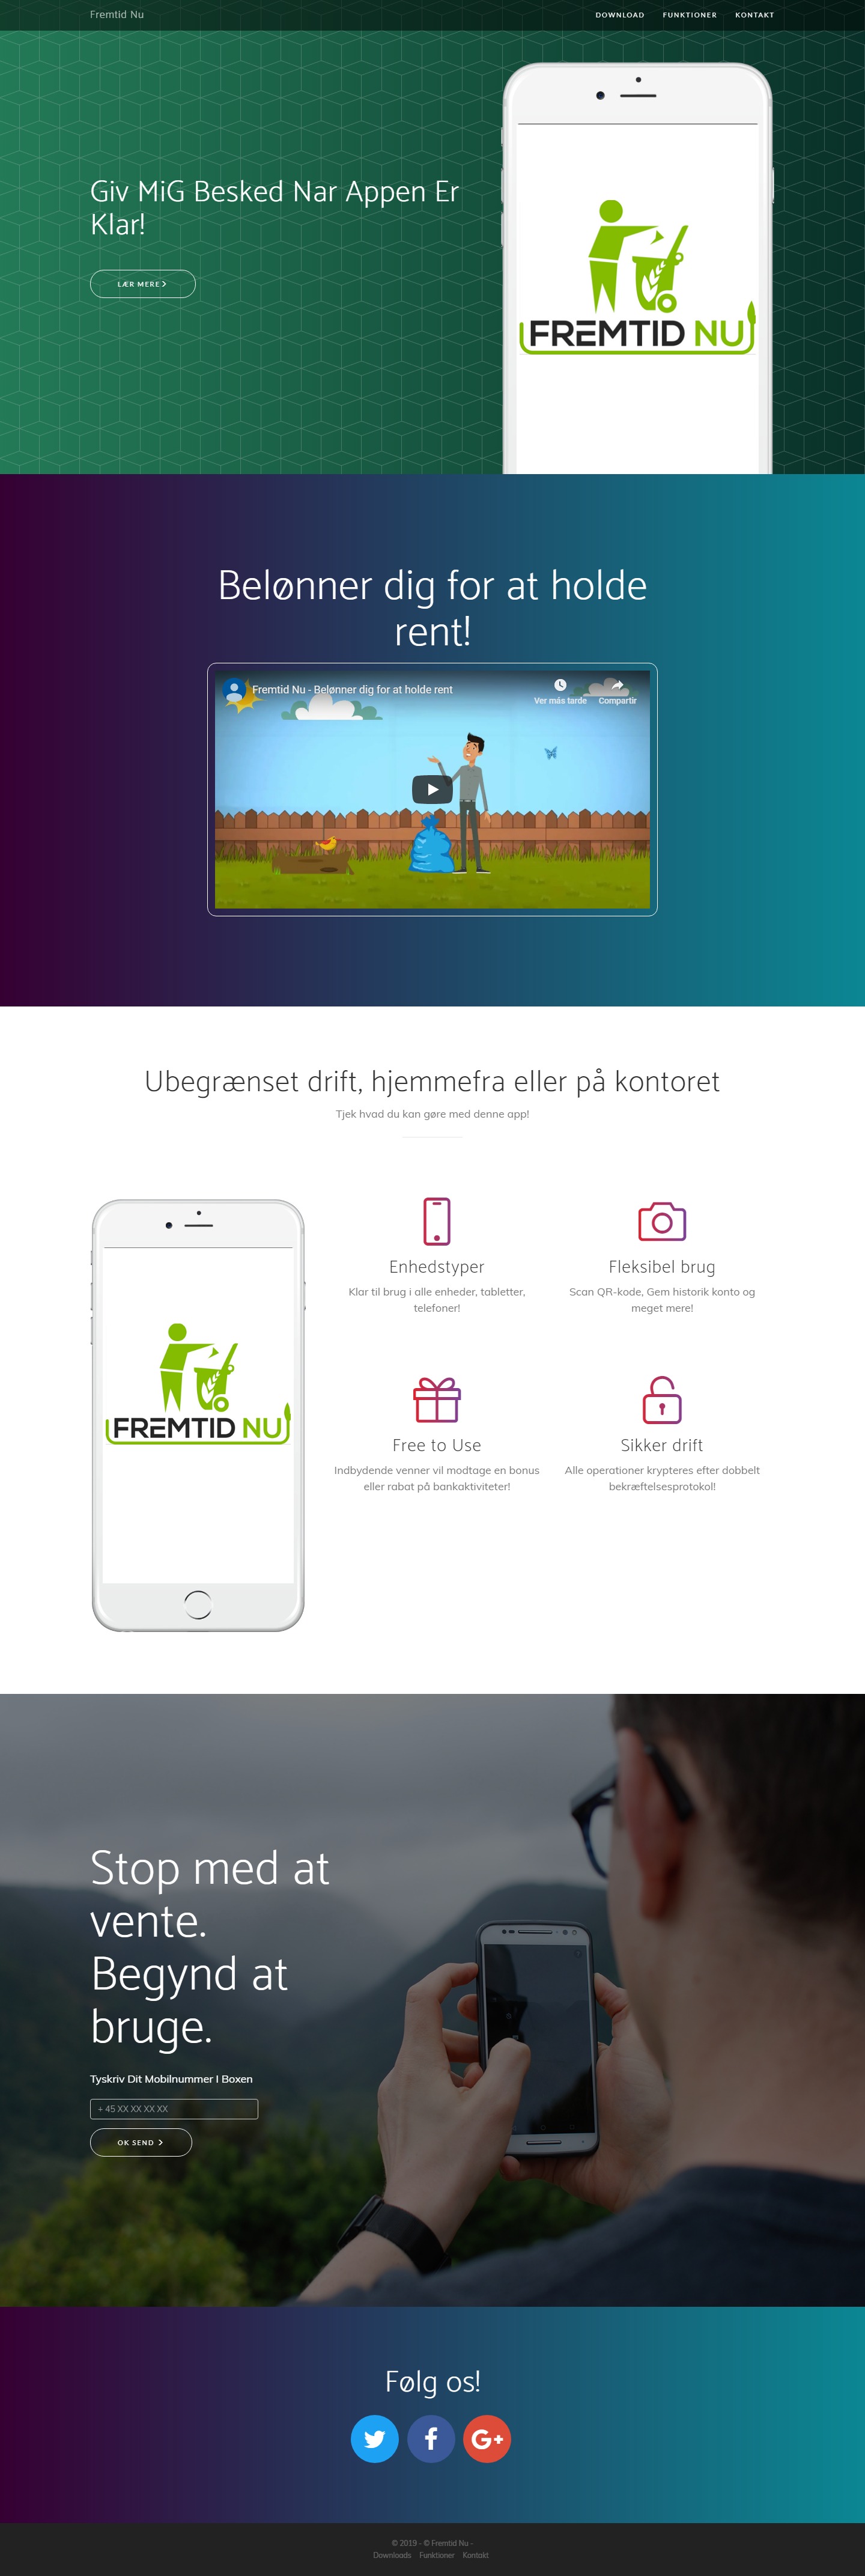 Fremtid Nu
DOWNLOAD FUNKTIONER KONTAKT
Giv MiG Besked Nar Appen Er
Klar!
LÆR MERE
FREMTID NU
Belønner dig for at holde
rent!
Fremtid Nu - Belønner dig for at holde rent
Ver más tarde Compartir
Ubegrænset drift, hjemmefra eller på kontoret
Tjek hvad du kan gøre med denne app!
FREMTID NU
Enhedstyper
Klar til brug i alle enheder, tabletter,
telefoner!
Fleksibel brug
Scan QR-kode, Gem historik konto og
meget mere!
Free to Use
Indbydende venner vil modtage en bonus
eller rabat på bankaktiviteter!
Sikker drift
Alle operationer krypteres efter dobbelt
bekræftelsesprotokol!
Stop med at
vente.
Begynd at
bruge.
Tyskriv Dit Mobilnummer I Boxen
+ 45 XX XX XX XX
OK SEND
Følg os!
© 2019 - © Fremtid Nu -
Downloads Funktioner Kontakt